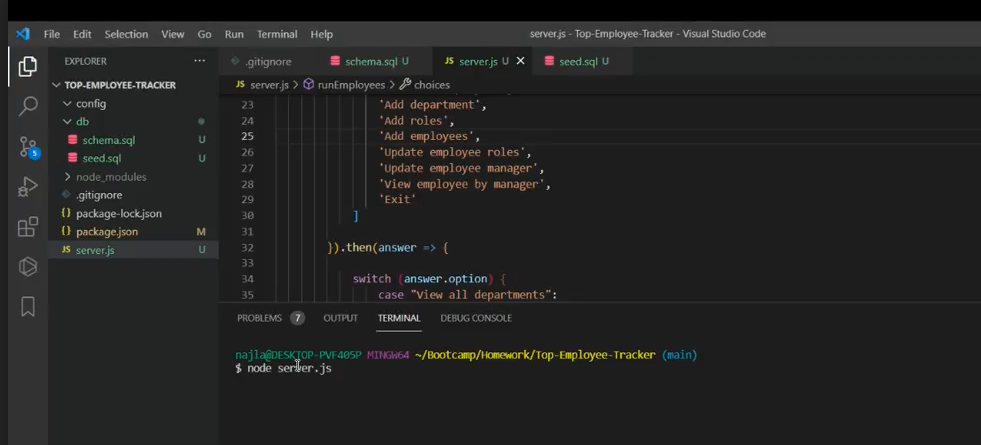 File Edit Selection View Go Run Terminal Help
server.js - Top-Employee-Tracker - Visual Studio Code
EXPLORER ...
.gitignore
schema.sql U
server.js U
seed.sql U
TOP-EMPLOYEE-TRACKER
config
db
schema.sql U
seed.sql U
node_modules
.gitignore
package-lock.json
package.json M
server.js U
5
JS server.js > runEmployees > choices
23 'Add department',
24 'Add roles',
25 'Add employees',
26 'Update employee roles',
27 'Update employee manager',
28 'View employee by manager',
29 'Exit'
30 ]
31
32 }).then(answer => {
33
34 switch (answer.option) {
35 case "View all departments":
PROBLEMS 7 OUTPUT TERMINAL DEBUG CONSOLE
najla@DESKTOP-PVF405P MINGW64 ~/Bootcamp/Homework/Top-Employee-Tracker (main)
$ node server.js